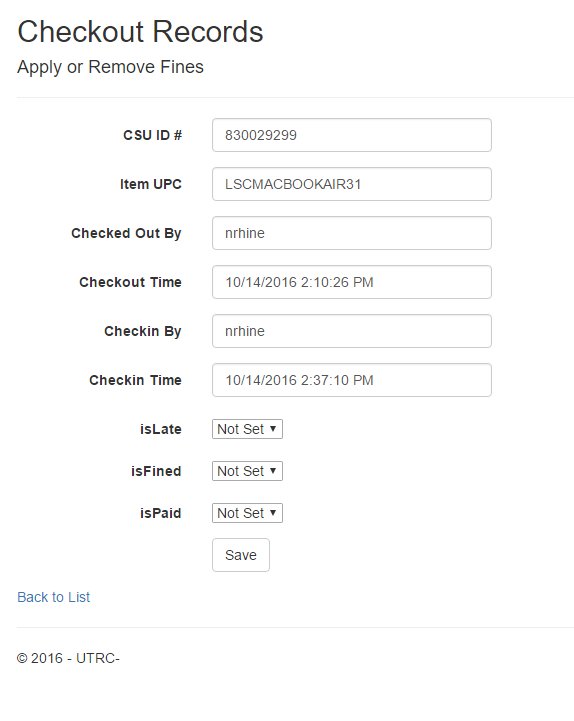 Checkout Records
Apply or Remove Fines
CSU ID # 830029299
Item UPC LSCMACBOOKAIR31
Checked Out By nrhine
Checkout Time 10/14/2016 2:10:26 PM
Checkin By nrhine
Checkin Time 10/14/2016 2:37:10 PM
isLate Not Set
isFined Not Set
isPaid Not Set
Save
Back to List
© 2016 - UTRC-